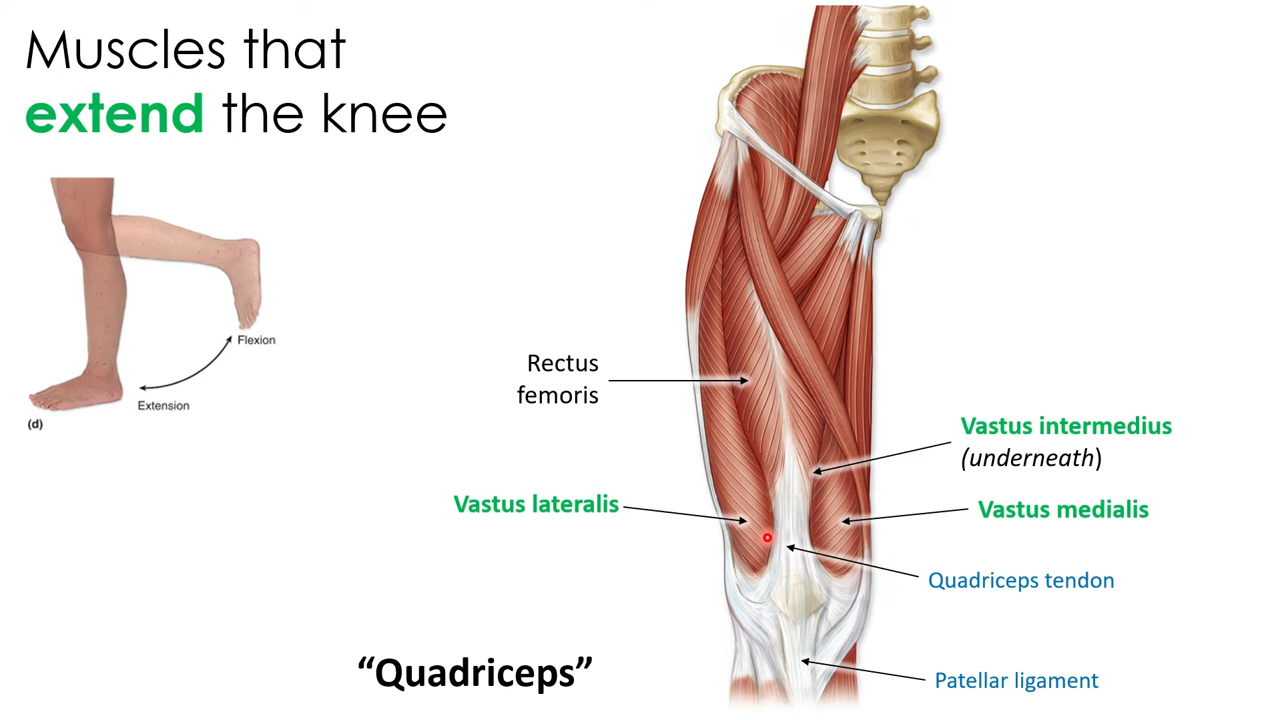 Muscles that
extend the knee
Flexion
Extension
(d)
Rectus
femoris
Vastus intermedius
(underneath)
Vastus lateralis
Vastus medialis
Quadriceps tendon
“Quadriceps”
Patellar ligament